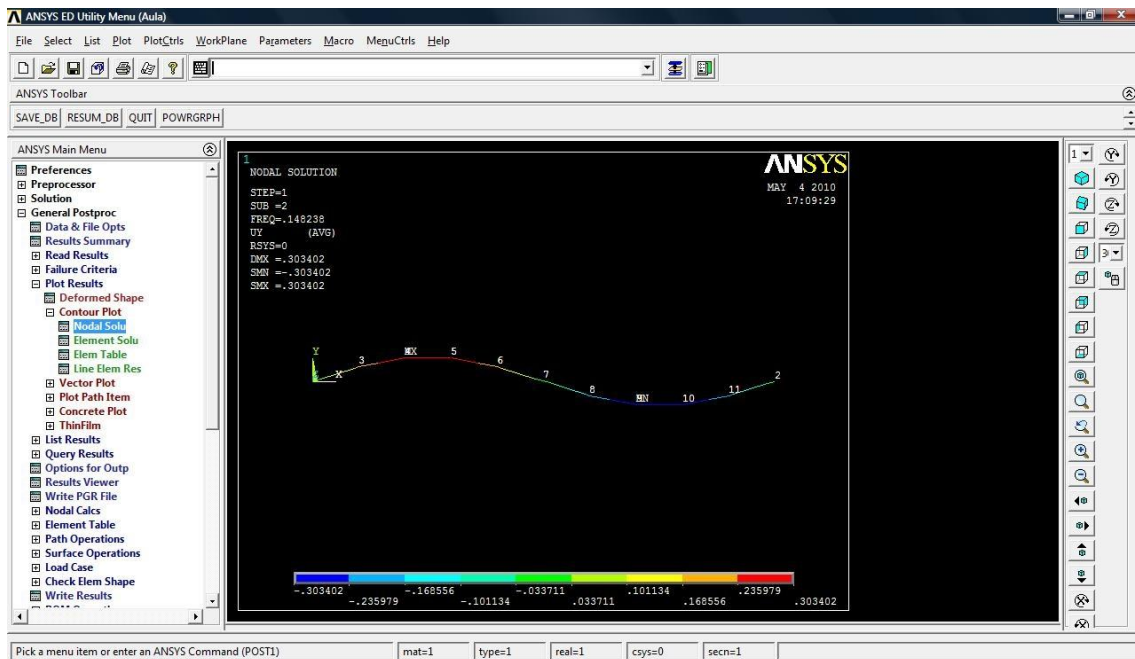 ANSYS ED Utility Menu (Aula)
File Select List Plot PlotCtrls WorkPlane Parameters Macro MenuCtrls Help
ANSYS Toolbar
SAVE_DB RESUM_DB QUIT POWRGRPH
ANSYS Main Menu
Preferences
Preprocessor
Solution
General Postproc
Data & File Opts
Results Summary
Read Results
Failure Criteria
Plot Results
Deformed Shape
Contour Plot
Nodal Solu
Element Solu
Elem Table
Line Elem Res
Vector Plot
Plot Path Item
Concrete Plot
ThinFilm
List Results
Query Results
Options for Outp
Results Viewer
Write PGR File
Nodal Calcs
Element Table
Path Operations
Surface Operations
Load Case
Check Elem Shape
Write Results
1
NODAL SOLUTION
STEP=1
SUB =2
FREQ=.148238
UY (AVG)
RSYS=0
DMX =.303402
SMN =-.303402
SMX =.303402
ANSYS
MAY 4 2010
17:09:29
Y
X
3
MX
5
6
7
8
MN
10
11
2
-.303402 -.168556 -.033711 .101134 .235979
-.235979 -.101134 .033711 .168556 .303402
1
3
Pick a menu item or enter an ANSYS Command (POST1) mat=1 type=1 real=1 csys=0 secn=1